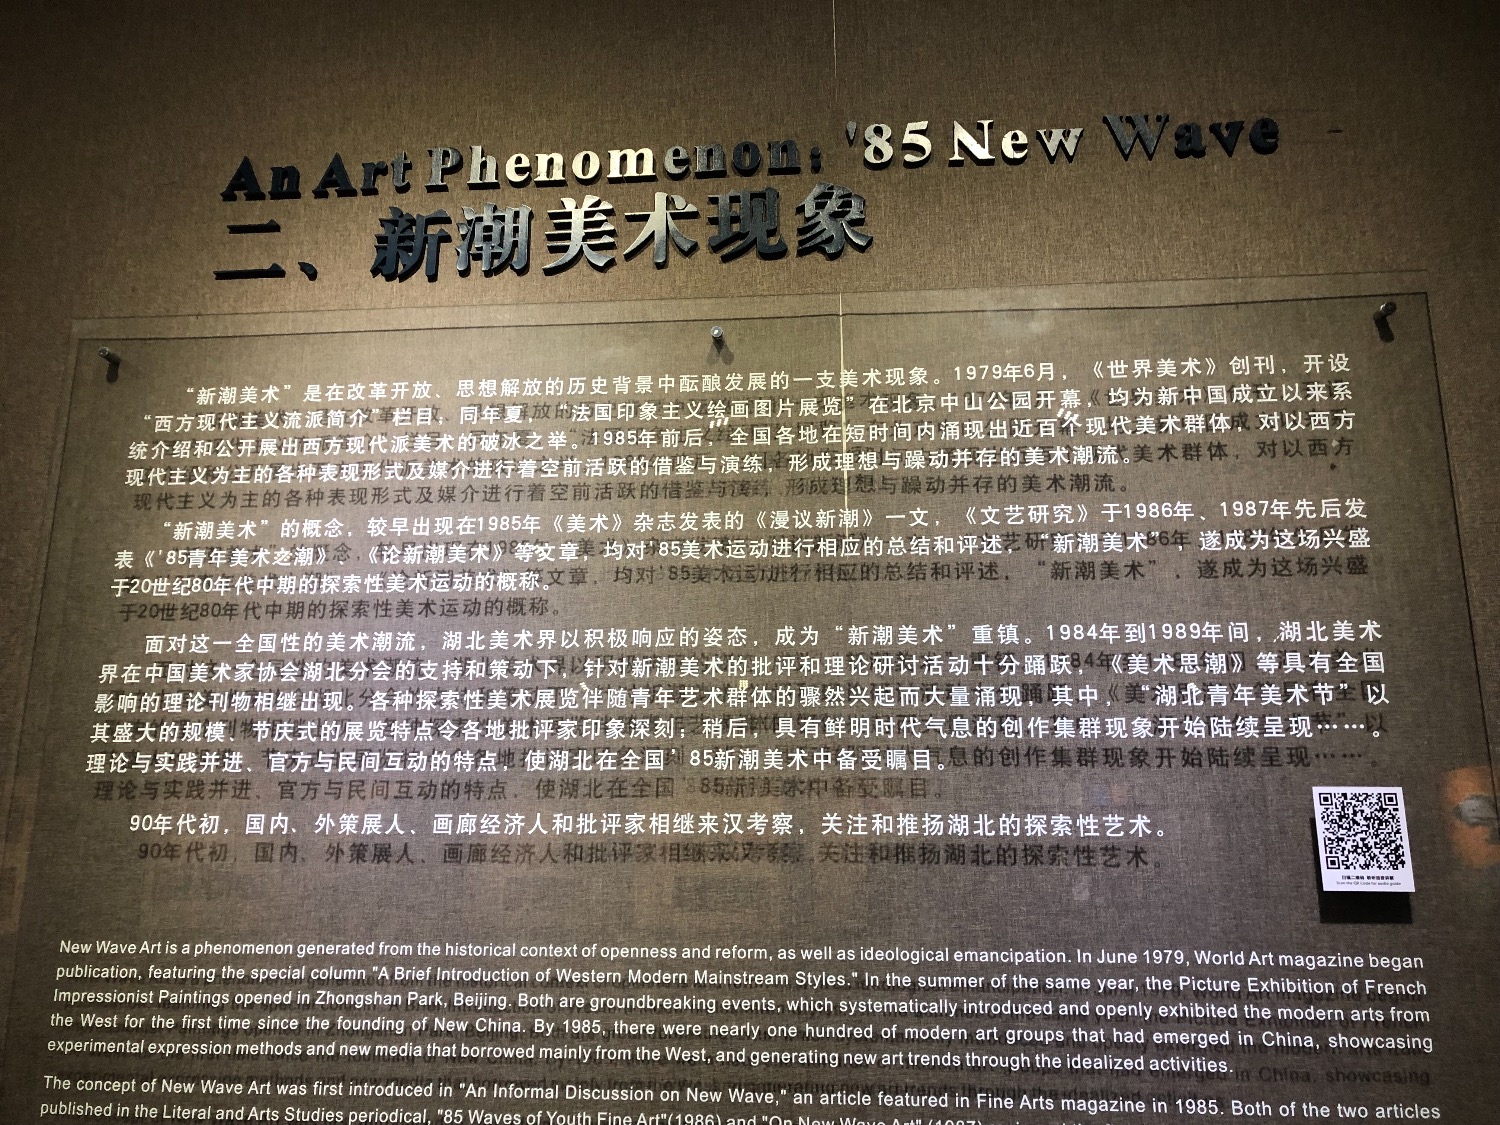 An Art Phenomenon: '85 New Wave
二、新潮美术现象
“新潮美术”是在改革开放、思想解放的历史背景中酝酿发展的一支美术现象。1979年6月，《世界美术》创刊，开设
“西方现代主义流派简介”栏目，同年夏，“法国印象主义绘画图片展览”在北京中山公园开幕，均为新中国成立以来系
统介绍和公开展出西方现代派美术的破冰之举。1985年前后，全国各地在短时间内涌现出近百个现代美术群体，对以西方
现代主义为主的各种表现形式及媒介进行着空前活跃的借鉴与演练，形成理想与躁动并存的美术潮流。
“新潮美术”的概念，较早出现在1985年《美术》杂志发表的《漫议新潮》一文，《文艺研究》于1986年、1987年先后发
表《'85青年美术之潮》、《论新潮美术》等文章，均对'85美术运动进行相应的总结和评述，“新潮美术”，遂成为这场兴盛
于20世纪80年代中期的探索性美术运动的概称。
面对这一全国性的美术潮流，湖北美术界以积极响应的姿态，成为“新潮美术”重镇。1984年到1989年间，湖北美术
界在中国美术家协会湖北分会的支持和策动下，针对新潮美术的批评和理论研讨活动十分踊跃，《美术思潮》等具有全国
影响的理论刊物相继出现。各种探索性美术展览伴随青年艺术群体的骤然兴起而大量涌现，其中，“湖北青年美术节”以
其盛大的规模、节庆式的展览特点令各地批评家印象深刻；稍后，具有鲜明时代气息的创作集群现象开始陆续呈现……。
理论与实践并进、官方与民间互动的特点，使湖北在全国'85新潮美术中备受瞩目。
90年代初，国内、外策展人、画廊经济人和批评家相继来汉考察，关注和推扬湖北的探索性艺术。
Scan the QR Code for audio guide
New Wave Art is a phenomenon generated from the historical context of openness and reform, as well as ideological emancipation. In June 1979, World Art magazine began
publication, featuring the special column "A Brief Introduction of Western Modern Mainstream Styles." In the summer of the same year, the Picture Exhibition of French
Impressionist Paintings opened in Zhongshan Park, Beijing. Both are groundbreaking events, which systematically introduced and openly exhibited the modern arts from
the West for the first time since the founding of New China. By 1985, there were nearly one hundred of modern art groups that had emerged in China, showcasing
experimental expression methods and new media that borrowed mainly from the West, and generating new art trends through the idealized activities.
The concept of New Wave Art was first introduced in "An Informal Discussion on New Wave," an article featured in Fine Arts magazine in 1985. Both of the two articles
published in the Literal and Arts Studies periodical, "85 Waves of Youth Fine Art"(1986) and "On New Wave Art"